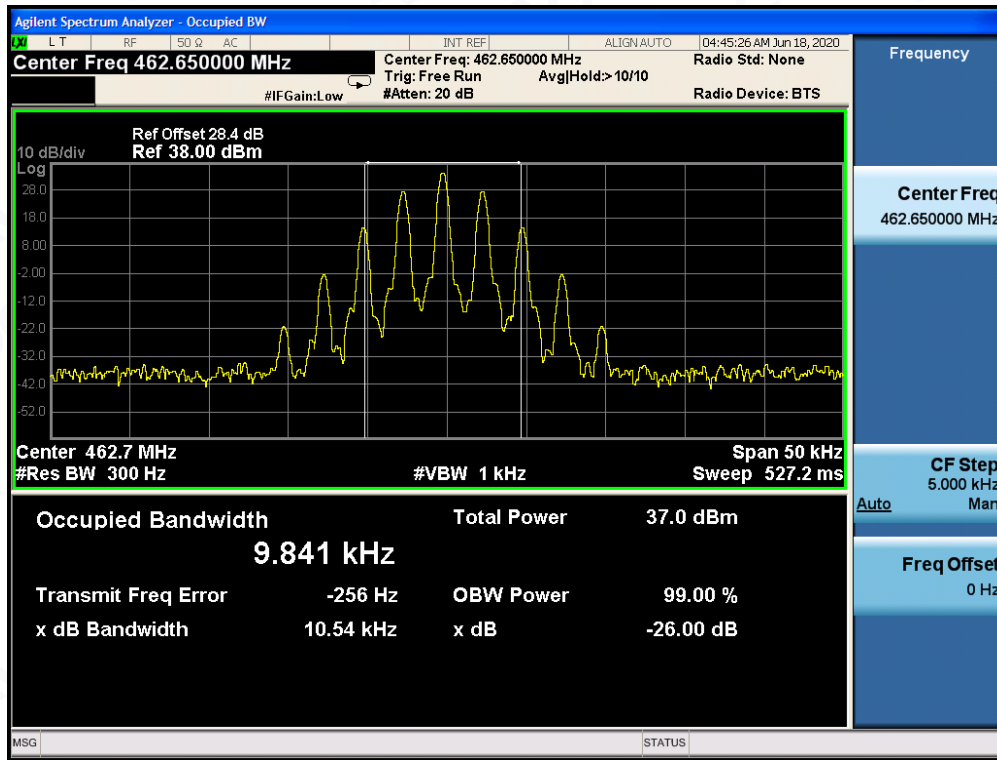 Agilent Spectrum Analyzer - Occupied BW
LXI L T RF 50 Ω AC INT REF ALIGN AUTO 04:45:26 AM Jun 18, 2020
Center Freq 462.650000 MHz
Center Freq: 462.650000 MHz
Radio Std: None
Trig: Free Run Avg|Hold:> 10/10
#IFGain:Low
#Atten: 20 dB
Radio Device: BTS
Ref Offset 28.4 dB
10 dB/div Ref 38.00 dBm
Log
28.0
18.0
8.00
-2.00
-12.0
-22.0
-32.0
-42.0
-52.0
Center 462.7 MHz Span 50 kHz
#Res BW 300 Hz #VBW 1 kHz Sweep 527.2 ms
Occupied Bandwidth Total Power 37.0 dBm
9.841 kHz
Transmit Freq Error -256 Hz OBW Power 99.00 %
x dB Bandwidth 10.54 kHz x dB -26.00 dB
MSG STATUS
Frequency
Center Freq
462.650000 MHz
CF Step
5.000 kHz
Auto Man
Freq Offset
0 Hz